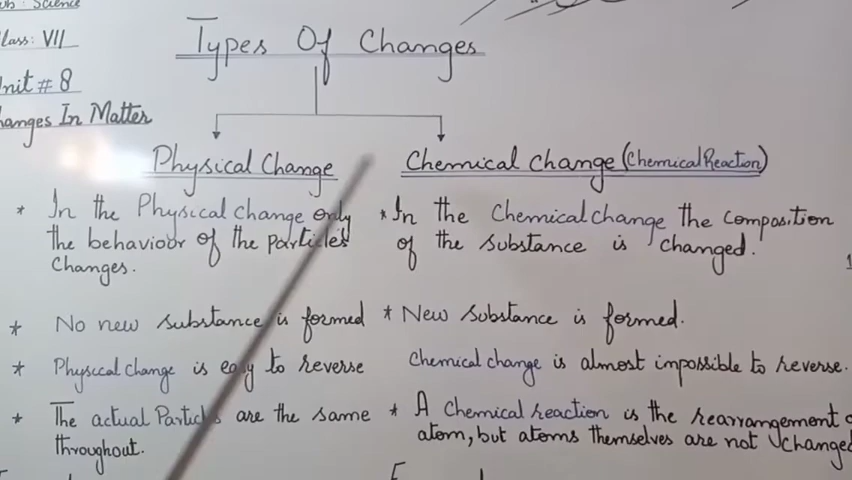 Sub: Science
Class: VII
Unit # 8
Changes In Matter
Types Of Changes
Physical Change
* In the Physical change only
the behavioor of the particles
Changes.
* No new substance is formed
* Physical change is easy to reverse
* The actual Particles are the same
throughout.
Chemical change (Chemical Reaction)
* In the Chemical change the composition
of the substance is changed.
* New Substance is formed.
Chemical change is almost impossible to reverse.
* A Chemical reaction is the rearrangement
atom, but atoms themselves are not changed